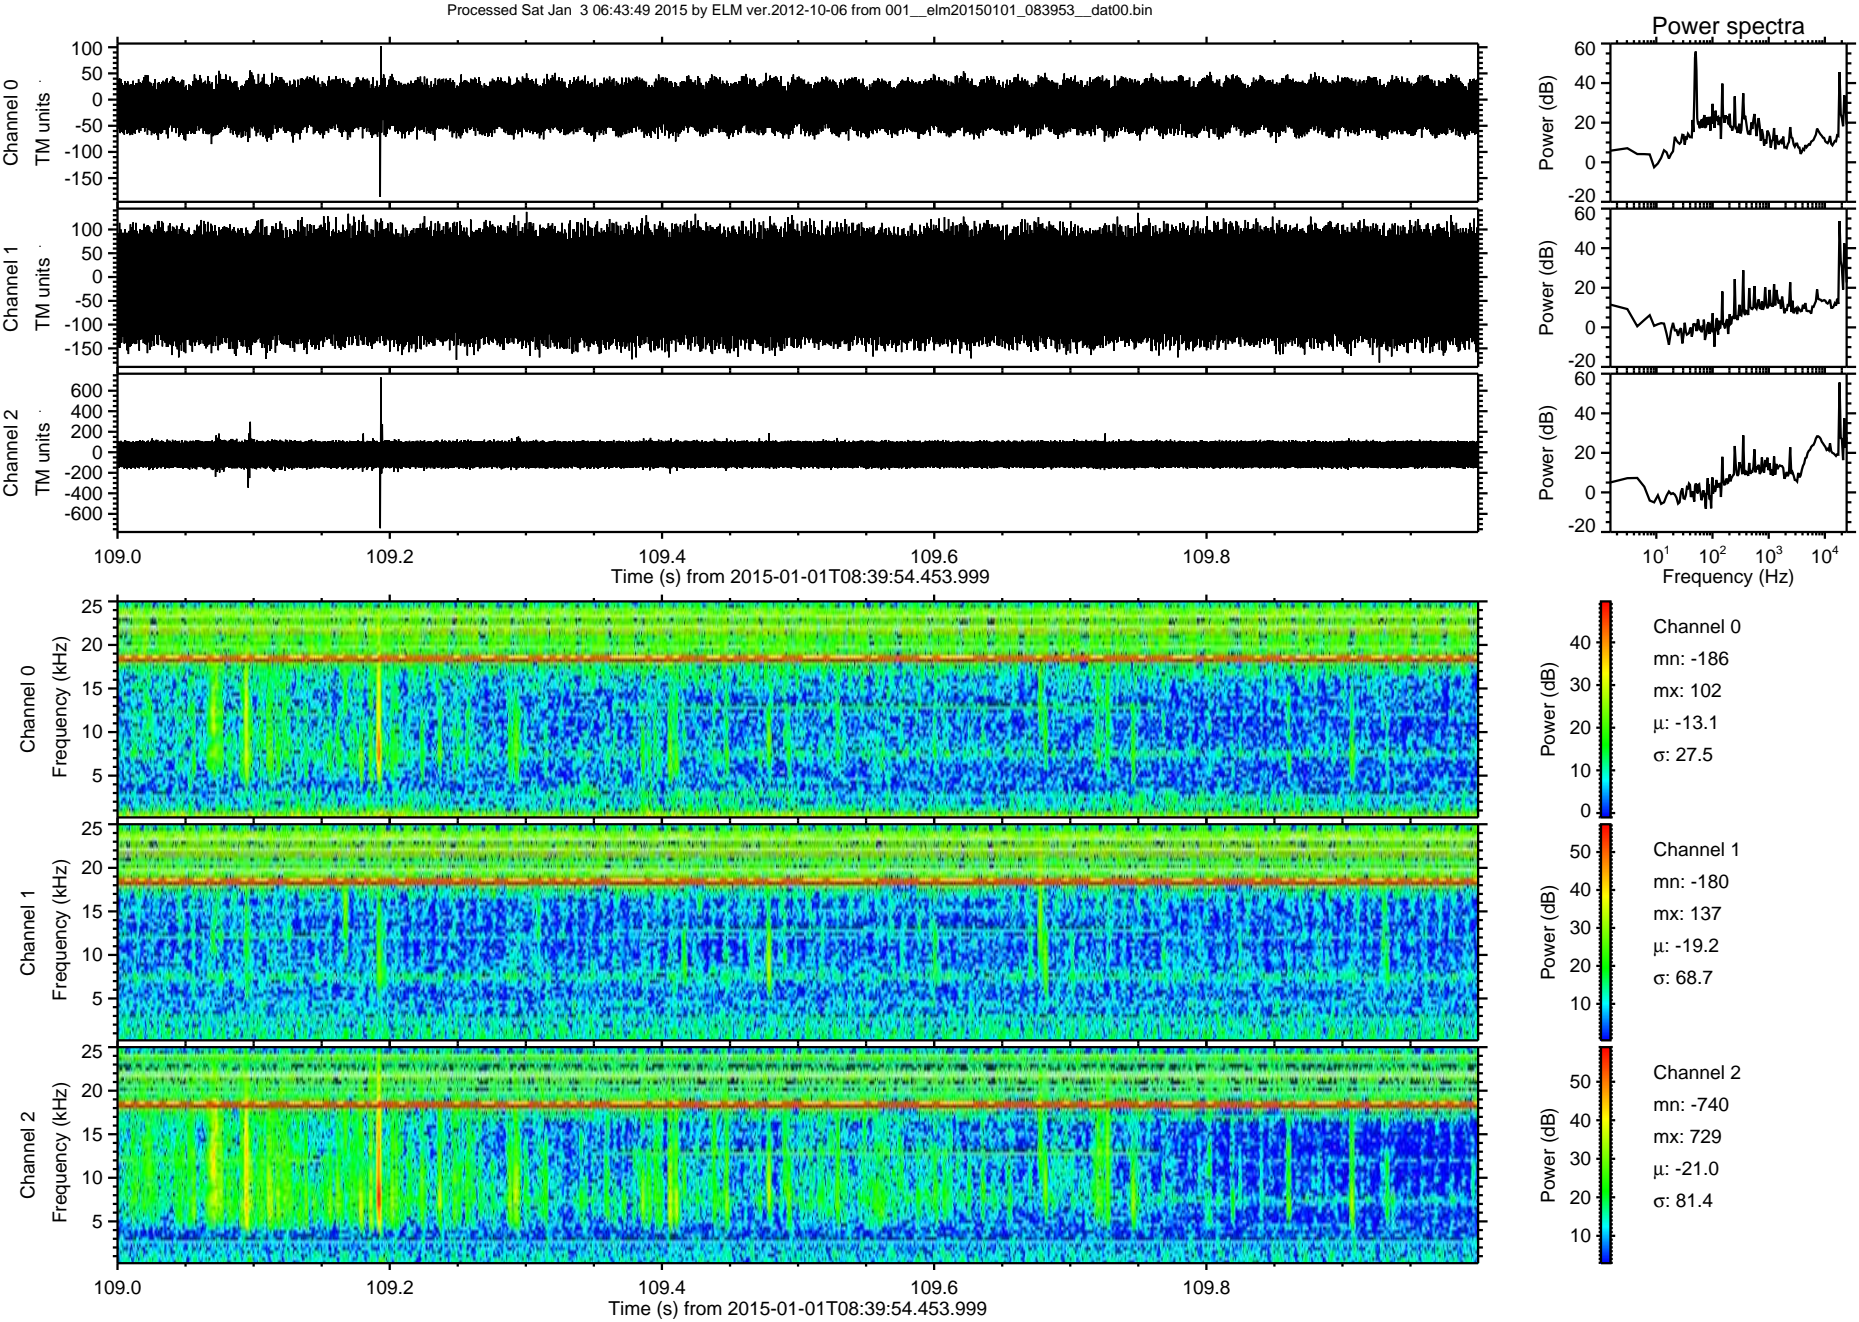 Processed Sat Jan  3 06:43:49 2015 by ELM ver.2012-10-06 from 001__elm20150101_083953__dat00.bin
Power spectra
Channel 0
TM units
100
50
0
-50
-100
-150
Power (dB)
60
40
20
0
-20
Channel 1
TM units
100
50
0
-50
-100
-150
Power (dB)
60
40
20
0
-20
Channel 2
TM units
600
400
200
0
-200
-400
-600
Power (dB)
60
40
20
0
-20
109.0 109.2 109.4 109.6 109.8
Time (s) from 2015-01-01T08:39:54.453.999
10^1 10^2 10^3 10^4
Frequency (Hz)
Channel 0
Frequency (kHz)
25
20
15
10
5
Power (dB)
40
30
20
10
0
Channel 0
mn: -186
mx: 102
μ: -13.1
σ: 27.5
Channel 1
Frequency (kHz)
25
20
15
10
5
Power (dB)
50
40
30
20
10
Channel 1
mn: -180
mx: 137
μ: -19.2
σ: 68.7
Channel 2
Frequency (kHz)
25
20
15
10
5
Power (dB)
50
40
30
20
10
Channel 2
mn: -740
mx: 729
μ: -21.0
σ: 81.4
109.0 109.2 109.4 109.6 109.8
Time (s) from 2015-01-01T08:39:54.453.999